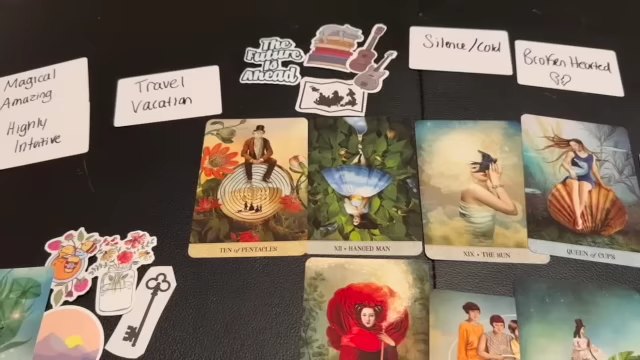 Magical
Amazing
Highly
Intuitive
Travel
Vacation
The
Future
Is
Ahead
Silence/Cold
Broken Hearted
TEN of PENTACLES
XII • HANGED MAN
XIX • THE SUN
QUEEN of CUPS